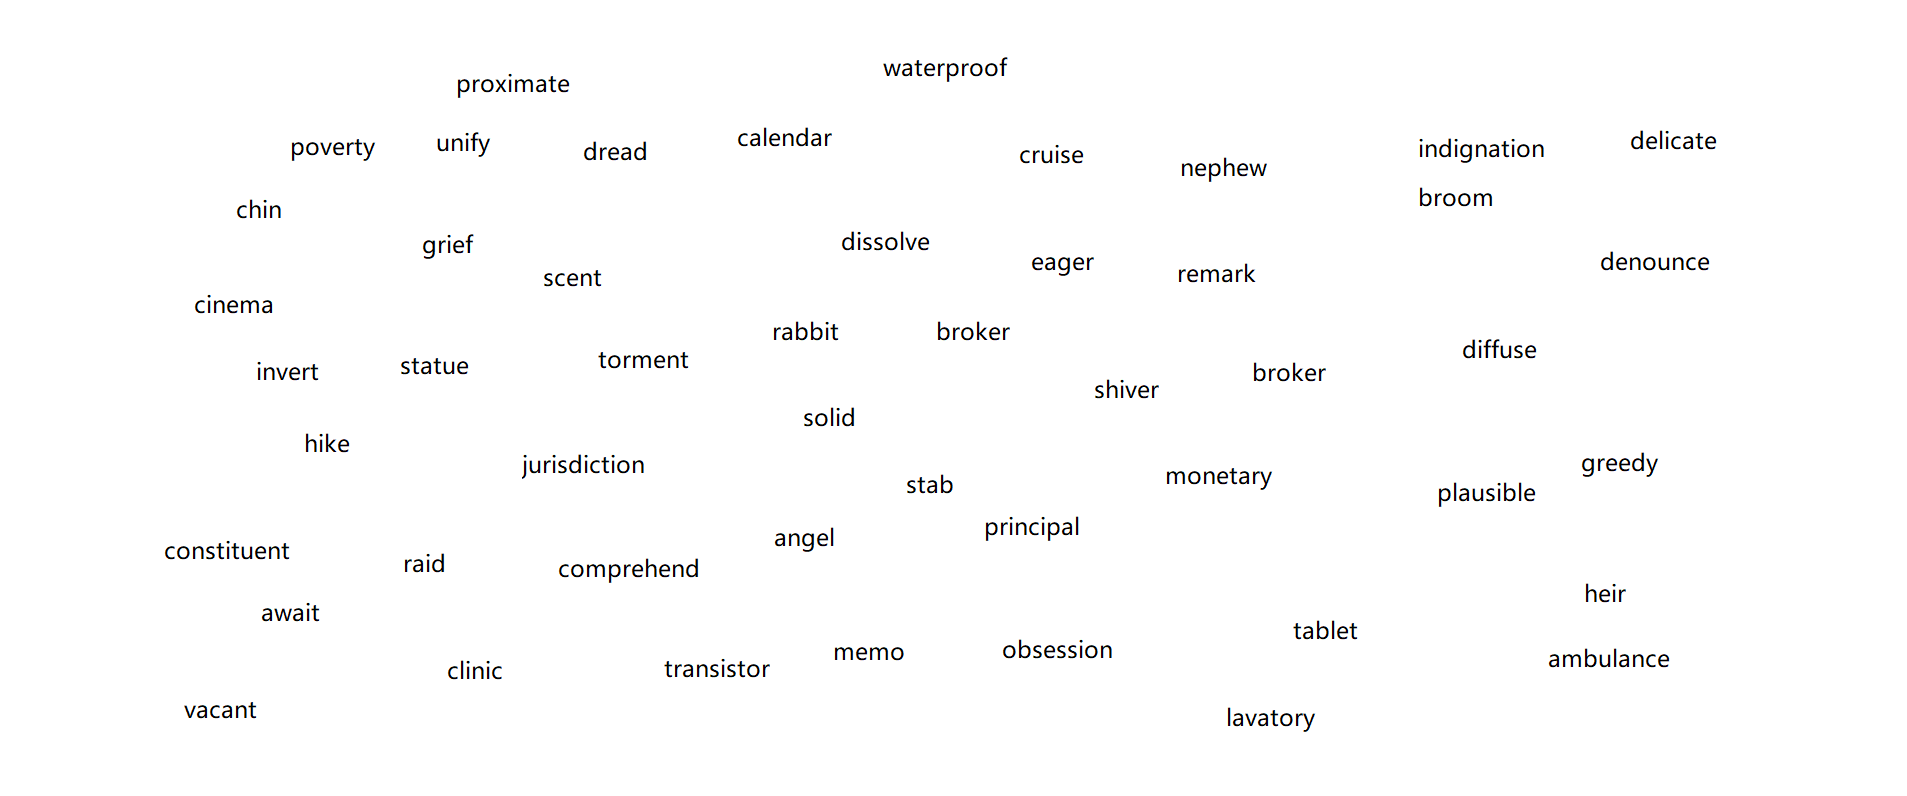 waterproof
proximate
calendar
delicate
unify
poverty
indignation
dread
cruise
nephew
broom
chin
dissolve
grief
eager
denounce
remark
scent
cinema
rabbit
broker
diffuse
torment
statue
invert
broker
shiver
solid
hike
greedy
jurisdiction
monetary
stab
plausible
principal
angel
constituent
raid
comprehend
heir
await
tablet
obsession
memo
ambulance
transistor
clinic
vacant
lavatory